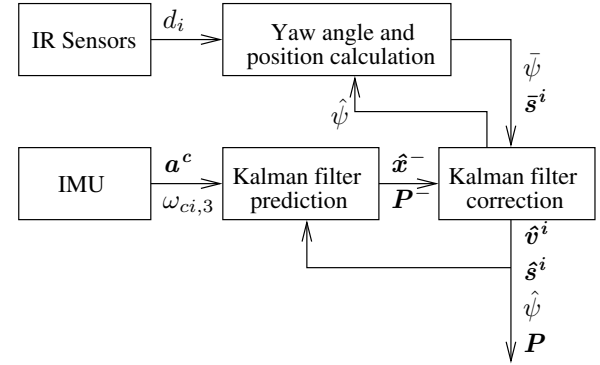 IR Sensors
d_i
Yaw angle and
position calculation
ψ̄
s̄^i
ψ̂
IMU
a^c
ω_{ci,3}
Kalman filter
prediction
x̂^−
P^−
Kalman filter
correction
v̂^i
ŝ^i
ψ̂
P